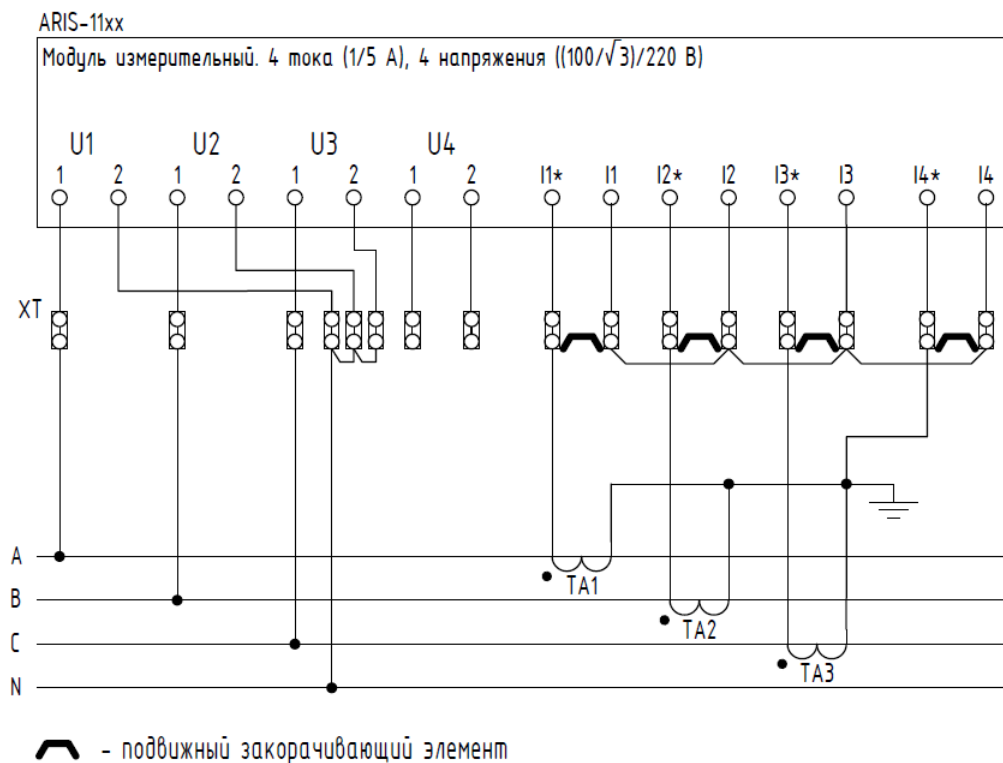 ARIS-11xx
Модуль измерительный. 4 тока (1/5 А), 4 напряжения ((100/√3)/220 В)
U1 U2 U3 U4
1 2 1 2 1 2 1 2 I1* I1 I2* I2 I3* I3 I4* I4
XT
A
TA1
B
TA2
C
TA3
N
- подвижный закорачивающий элемент